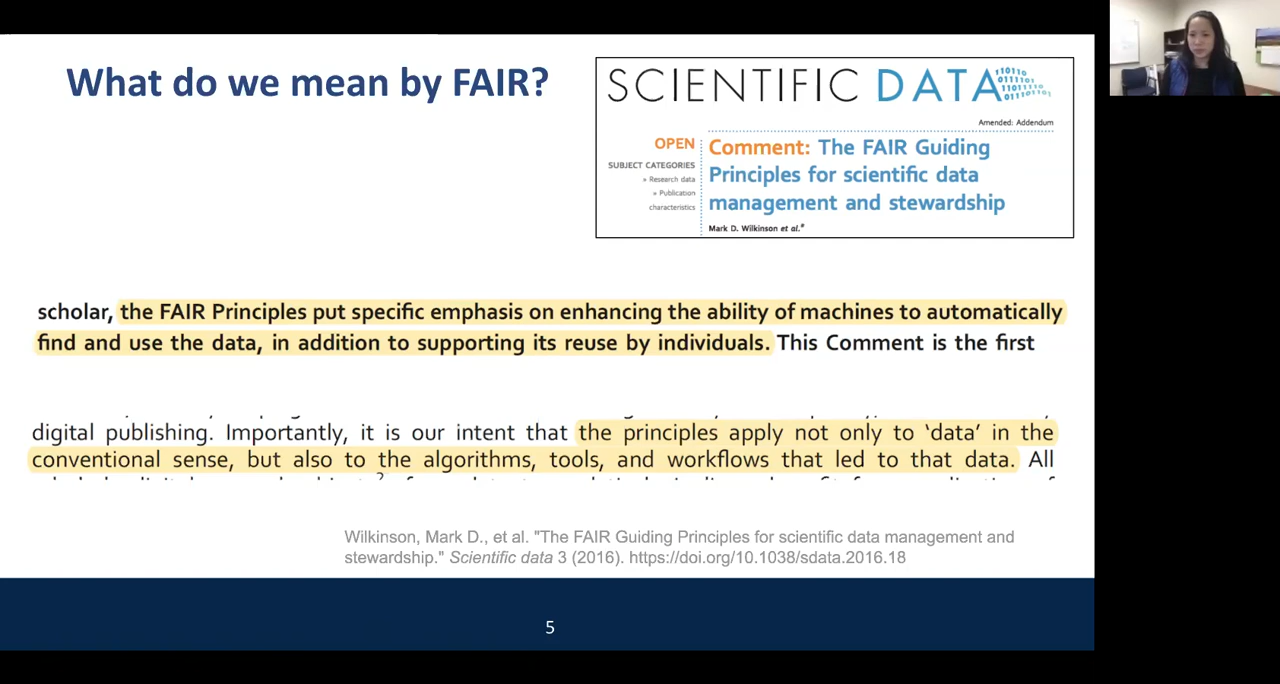 What do we mean by FAIR?
SCIENTIFIC DATA
110110
011101
11011110
011101101
Amended: Addendum
OPEN
SUBJECT CATEGORIES
» Research data
» Publication
characteristics
Comment: The FAIR Guiding
Principles for scientific data
management and stewardship
Mark D. Wilkinson et al.#
scholar, the FAIR Principles put specific emphasis on enhancing the ability of machines to automatically
find and use the data, in addition to supporting its reuse by individuals. This Comment is the first
digital publishing. Importantly, it is our intent that the principles apply not only to ‘data’ in the
conventional sense, but also to the algorithms, tools, and workflows that led to that data. All
Wilkinson, Mark D., et al. "The FAIR Guiding Principles for scientific data management and
stewardship." Scientific data 3 (2016). https://doi.org/10.1038/sdata.2016.18
5